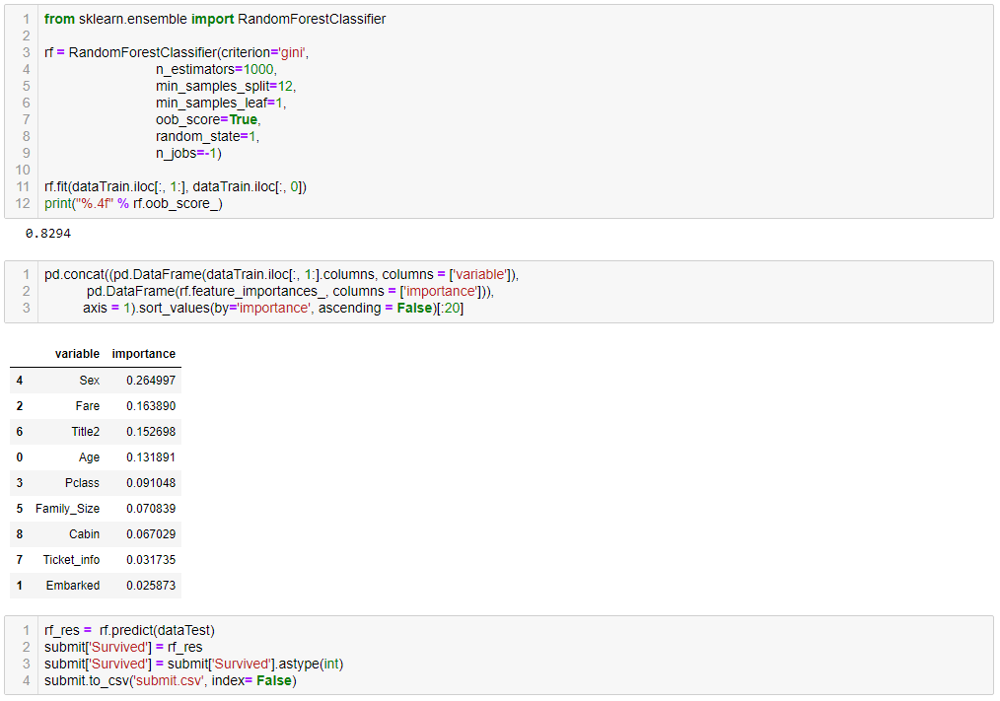 1 from sklearn.ensemble import RandomForestClassifier
2
3 rf = RandomForestClassifier(criterion='gini',
4 n_estimators=1000,
5 min_samples_split=12,
6 min_samples_leaf=1,
7 oob_score=True,
8 random_state=1,
9 n_jobs=-1)
10
11 rf.fit(dataTrain.iloc[:, 1:], dataTrain.iloc[:, 0])
12 print("%.4f" % rf.oob_score_)
0.8294
1 pd.concat((pd.DataFrame(dataTrain.iloc[:, 1:].columns, columns = ['variable']),
2 pd.DataFrame(rf.feature_importances_, columns = ['importance'])),
3 axis = 1).sort_values(by='importance', ascending = False)[:20]
variable importance
4 Sex 0.264997
2 Fare 0.163890
6 Title2 0.152698
0 Age 0.131891
3 Pclass 0.091048
5 Family_Size 0.070839
8 Cabin 0.067029
7 Ticket_info 0.031735
1 Embarked 0.025873
1 rf_res = rf.predict(dataTest)
2 submit['Survived'] = rf_res
3 submit['Survived'] = submit['Survived'].astype(int)
4 submit.to_csv('submit.csv', index= False)